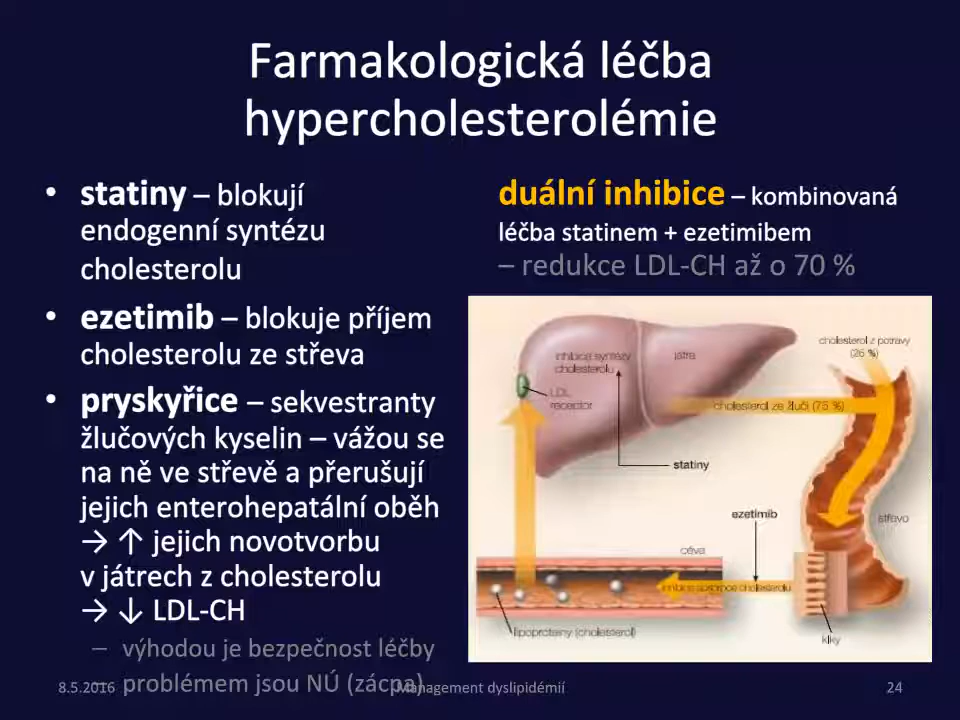 Farmakologická léčba
hypercholesterolémie
• statiny – blokují
endogenní syntézu
cholesterolu
• ezetimib – blokuje příjem
cholesterolu ze střeva
• pryskyřice – sekvestranty
žlučových kyselin – vážou se
na ně ve střevě a přerušují
jejich enterohepatální oběh
→ ↑ jejich novotvorbu
v játrech z cholesterolu
→ ↓ LDL-CH
– výhodou je bezpečnost léčby
– problémem jsou NÚ (zácpa)
duální inhibice – kombinovaná
léčba statinem + ezetimibem
– redukce LDL-CH až o 70 %
inhibice syntézy
cholesterolu
játra
cholesterol z potravy
(25 %)
LDL
receptor
cholesterol ze žluči (75 %)
statiny
ezetimib
střevo
céva
inhibice absorpce cholesterolu
lipoproteiny (cholesterol)
klky
8.5.2016
Management dyslipidémií
24